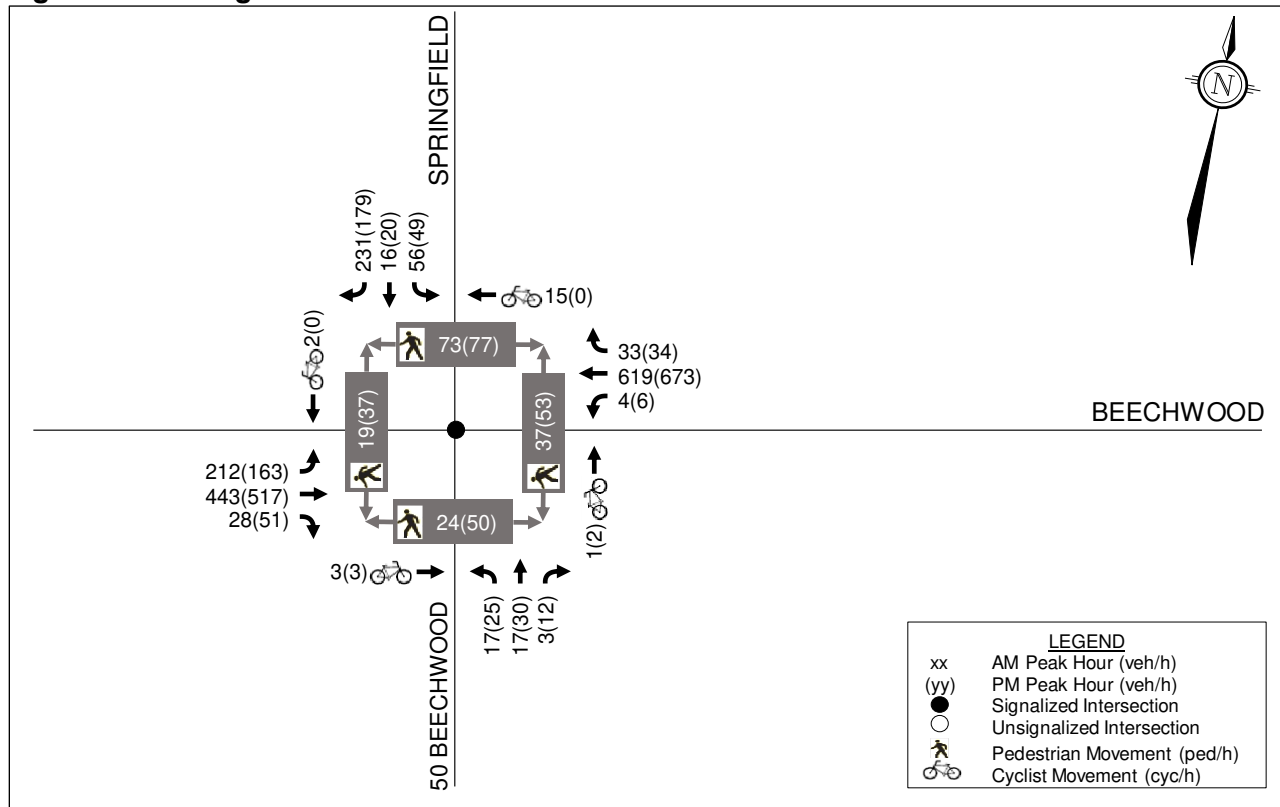 SPRINGFIELD
N
231(179)
16(20)
56(49)
15(0)
2(0)
73(77)
33(34)
619(673)
4(6)
19(37)
37(53)
BEECHWOOD
212(163)
443(517)
28(51)
24(50)
1(2)
3(3)
17(25)
17(30)
3(12)
50 BEECHWOOD
LEGEND
xx AM Peak Hour (veh/h)
(yy) PM Peak Hour (veh/h)
Signalized Intersection
Unsignalized Intersection
Pedestrian Movement (ped/h)
Cyclist Movement (cyc/h)